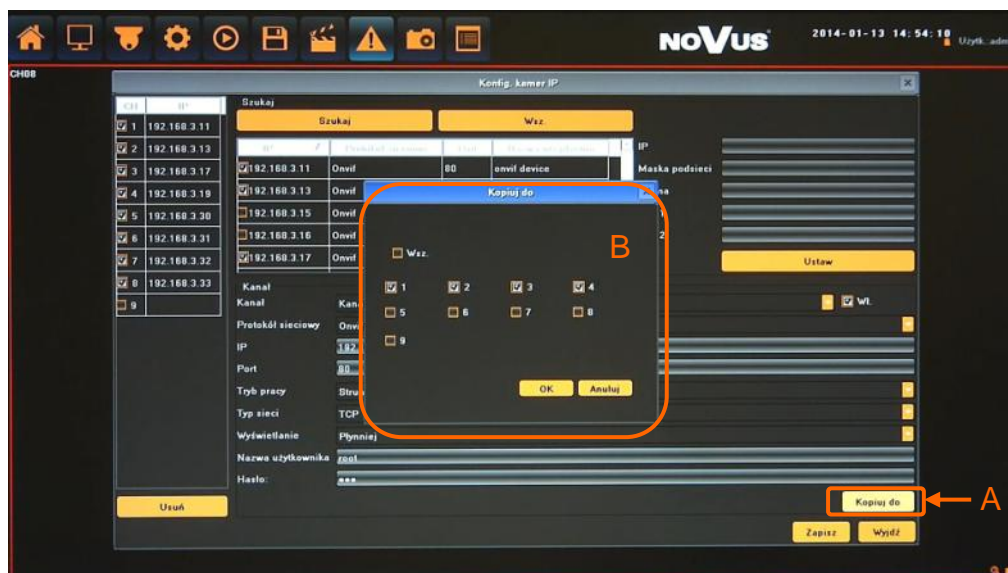 NOVUS
2014-01-13 14:54:10
Użytk.:adm
CH08
Konfig. kamer IP
CH IP
1 192.168.3.11
2 192.168.3.13
3 192.168.3.17
4 192.168.3.19
5 192.168.3.30
6 192.168.3.31
7 192.168.3.32
8 192.168.3.33
9
Usuń
Szukaj
Szukaj Wsz.
IP
192.168.3.11 Onvif 80 onvif device
192.168.3.13 Onvif
192.168.3.15 Onvif
192.168.3.16 Onvif
192.168.3.17 Onvif
IP
Maska podsieci
Ustaw
Kopiuj do
B
Wsz.
1 2 3 4
5 6 7 8
9
OK Anuluj
Kanał
Kanał Wł.
Protokół sieciowy
IP
Port 80
Tryb pracy
Typ sieci TCP
Wyświetlanie Płynniej
Nazwa użytkownika root
Hasło: •••
Kopiuj do A
Zapisz Wyjdź